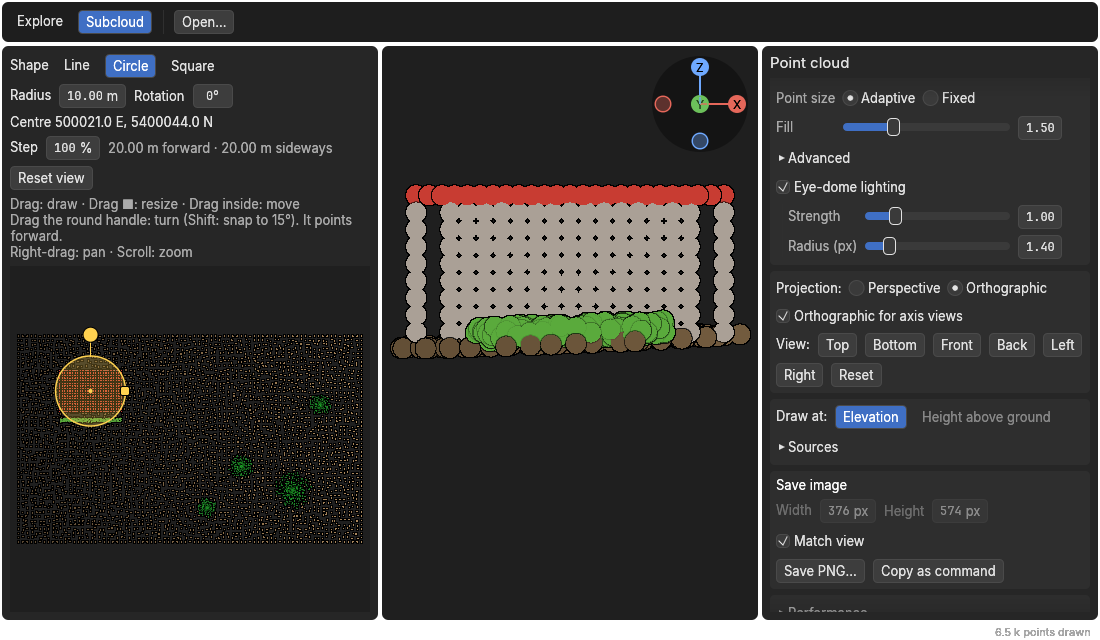 Explore Subcloud Open...
Shape Line Circle Square
Radius 10.00 m Rotation 0°
Centre 500021.0 E, 5400044.0 N
Step 100 % 20.00 m forward · 20.00 m sideways
Reset view
Drag: draw · Drag ■: resize · Drag inside: move
Drag the round handle: turn (Shift: snap to 15°). It points
forward.
Right-drag: pan · Scroll: zoom
Z
Y
X
Point cloud
Point size Adaptive Fixed
Fill 1.50
▸ Advanced
Eye-dome lighting
Strength 1.00
Radius (px) 1.40
Projection: Perspective Orthographic
Orthographic for axis views
View: Top Bottom Front Back Left
Right Reset
Draw at: Elevation Height above ground
▸ Sources
Save image
Width 376 px Height 574 px
Match view
Save PNG... Copy as command
▸ Performance
6.5 k points drawn